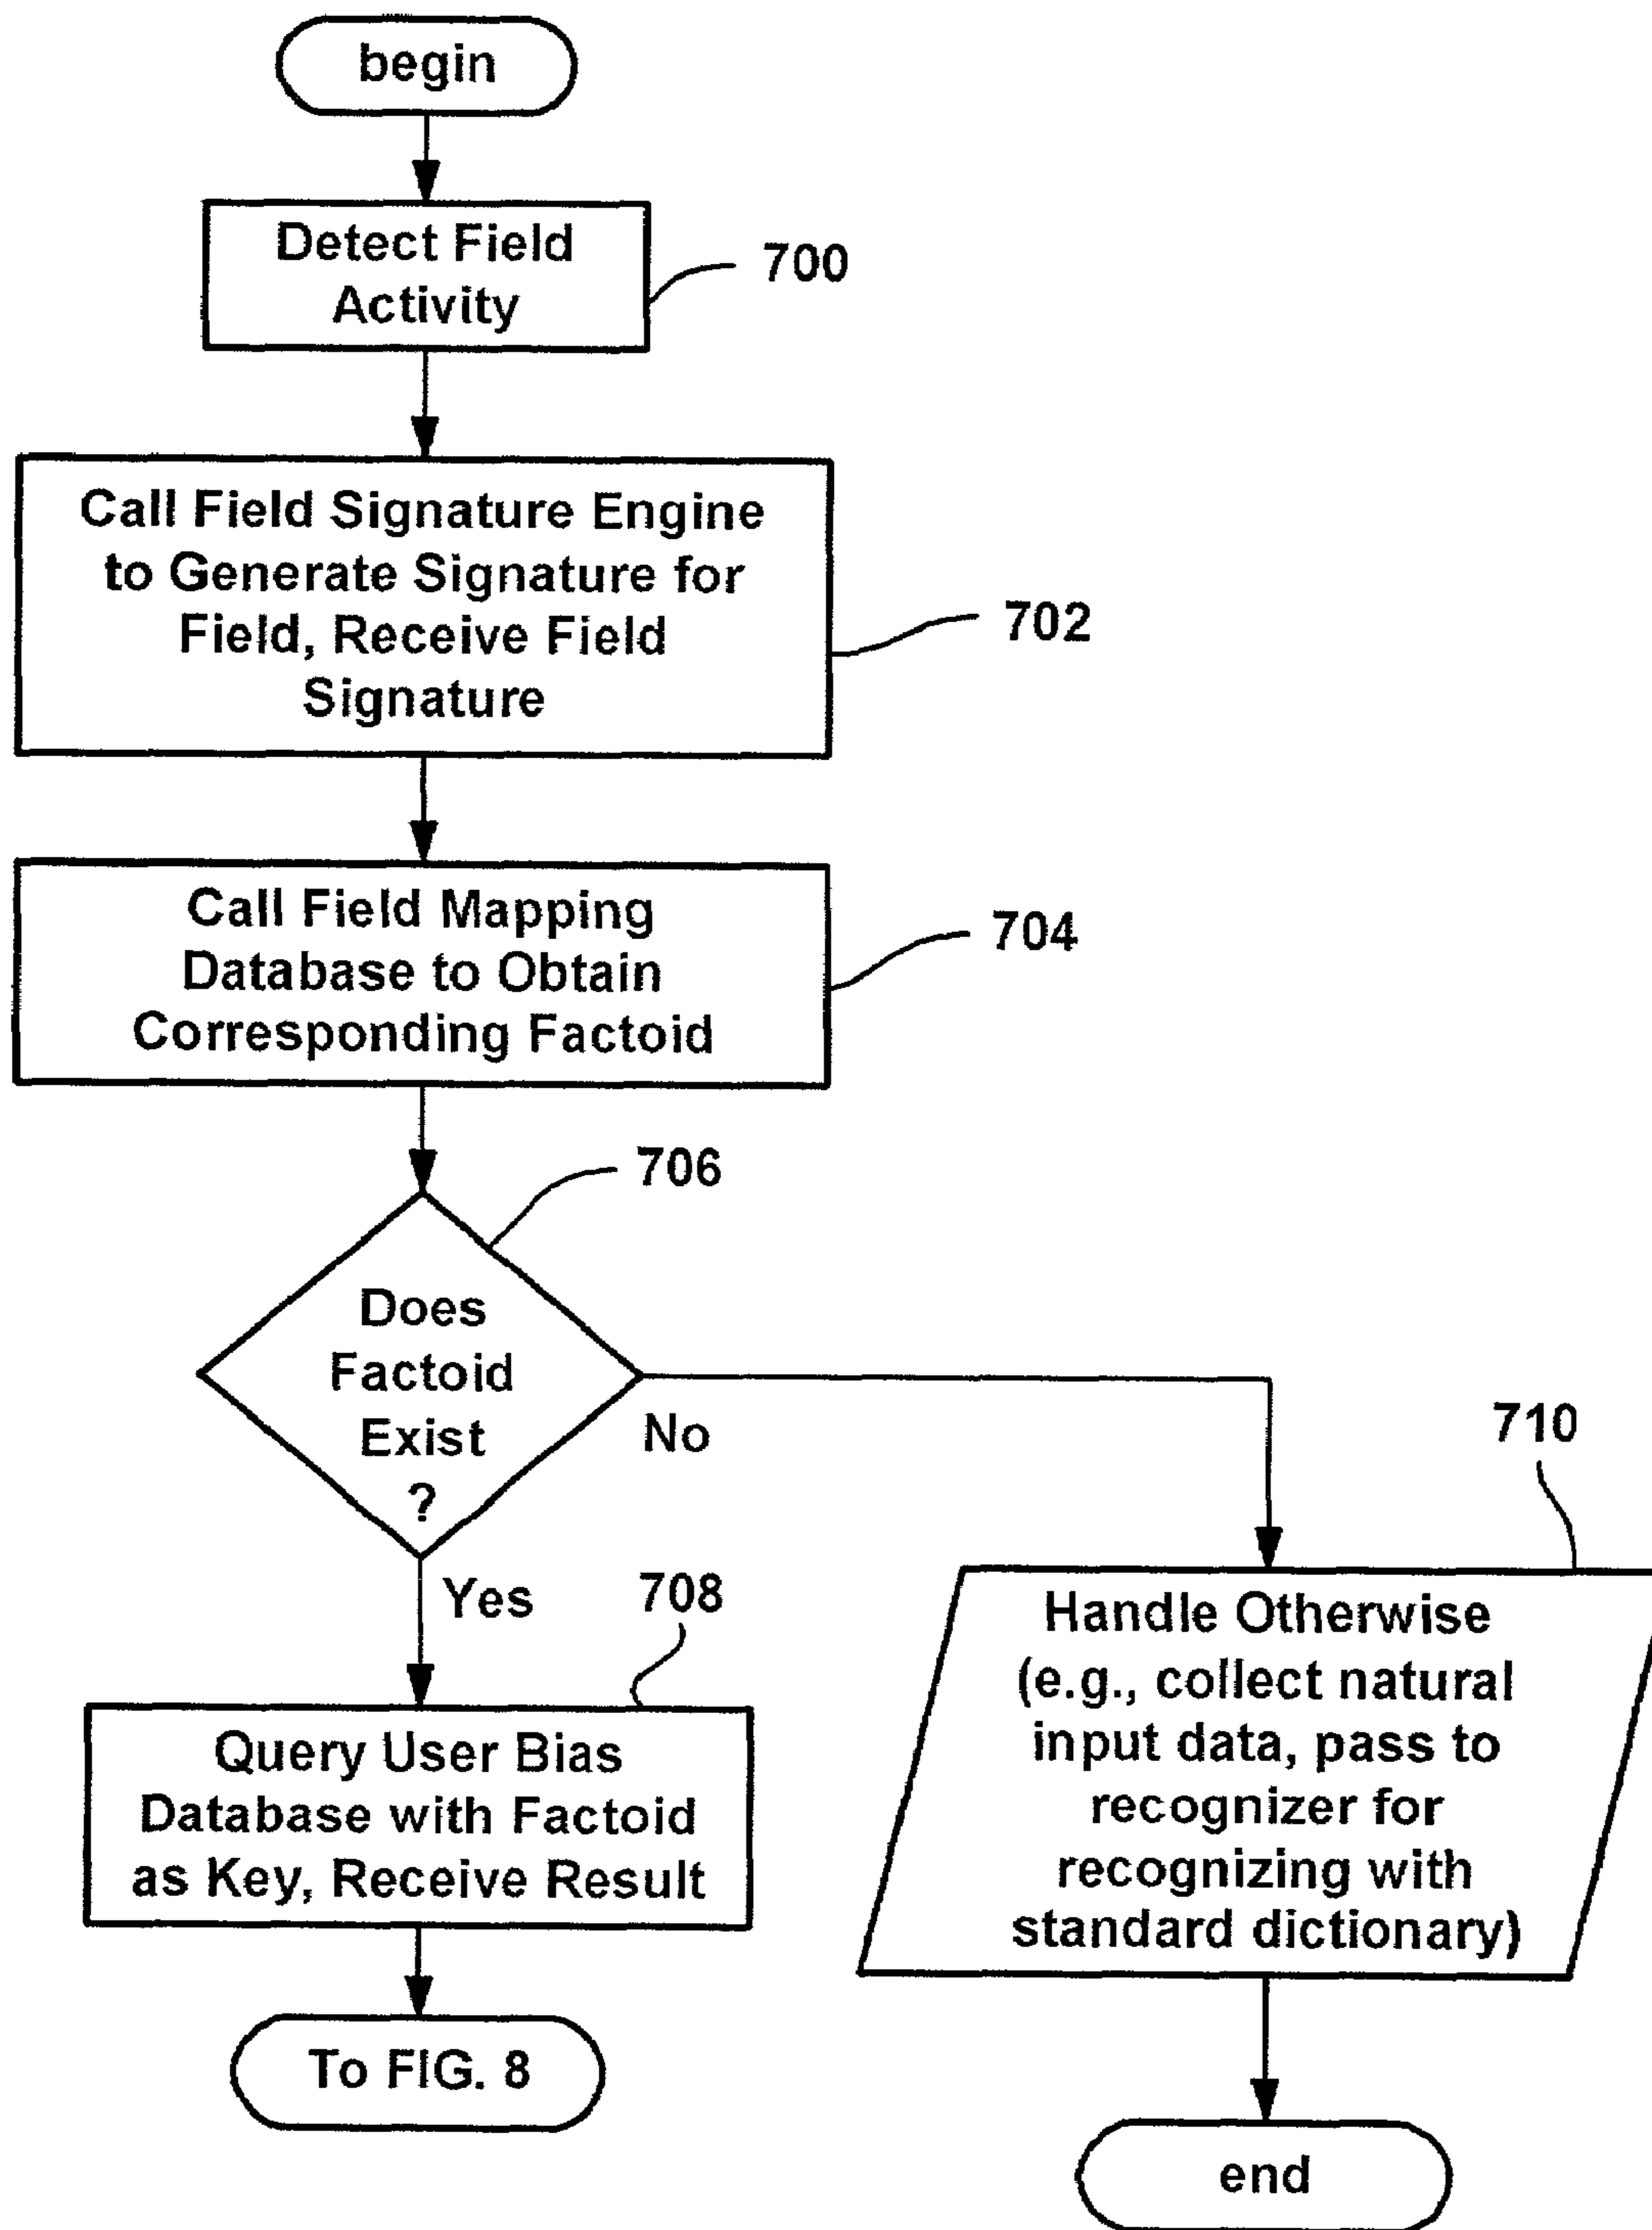 begin
Detect Field
Activity
700
Call Field Signature Engine
to Generate Signature for
Field, Receive Field
Signature
702
Call Field Mapping
Database to Obtain
Corresponding Factoid
704
706
Does
Factoid
Exist
?
No
Yes
708
Query User Bias
Database with Factoid
as Key, Receive Result
To FIG. 8
710
Handle Otherwise
(e.g., collect natural
input data, pass to
recognizer for
recognizing with
standard dictionary)
end